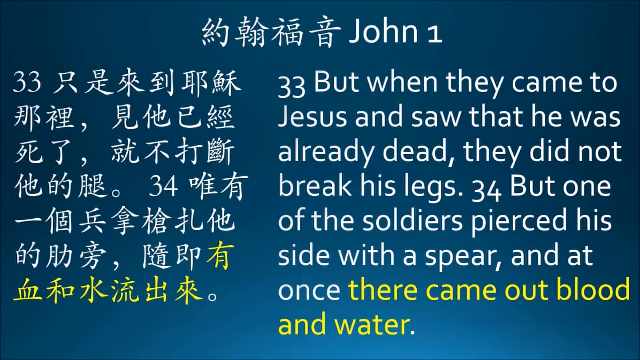 約翰福音 John 1
33 只是來到耶穌
那裡，見他已經
死了，就不打斷
他的腿。 34 唯有
一個兵拿槍扎他
的肋旁，隨即有
血和水流出來。
33 But when they came to
Jesus and saw that he was
already dead, they did not
break his legs. 34 But one
of the soldiers pierced his
side with a spear, and at
once there came out blood
and water.